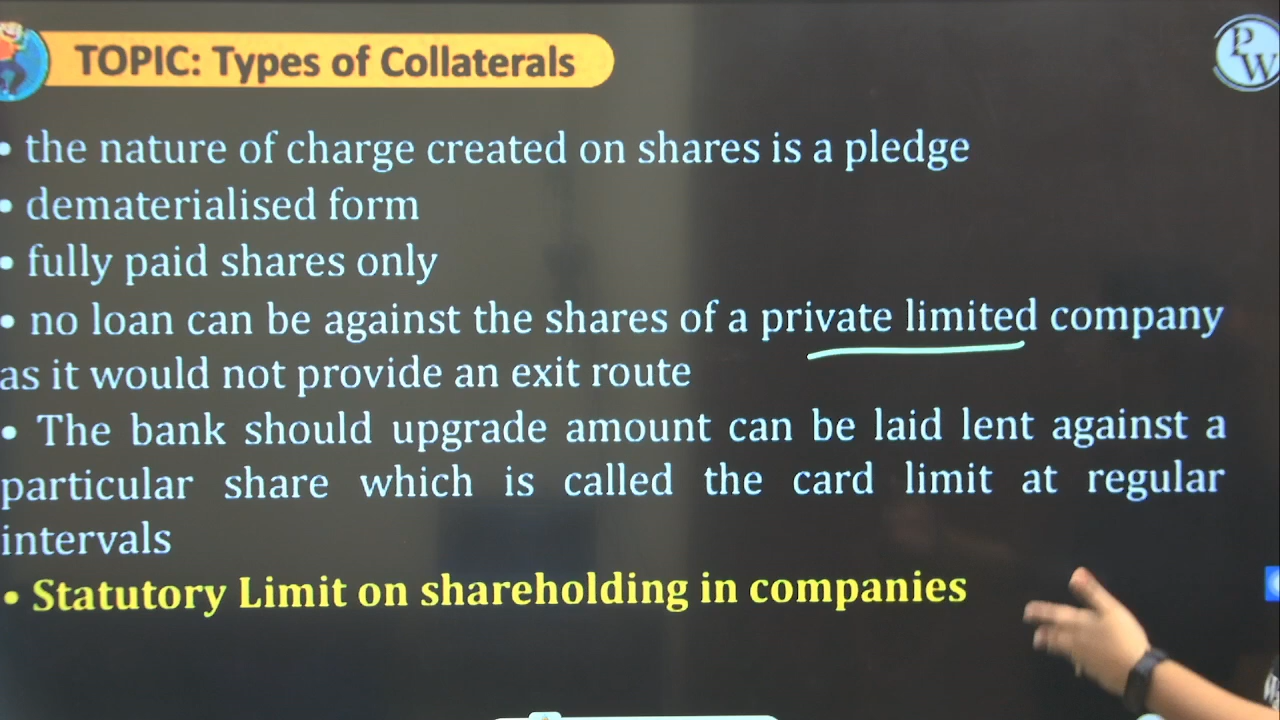 TOPIC: Types of Collaterals
PW
• the nature of charge created on shares is a pledge
• dematerialised form
• fully paid shares only
• no loan can be against the shares of a private limited company
as it would not provide an exit route
• The bank should upgrade amount can be laid lent against a
particular share which is called the card limit at regular
intervals
• Statutory Limit on shareholding in companies